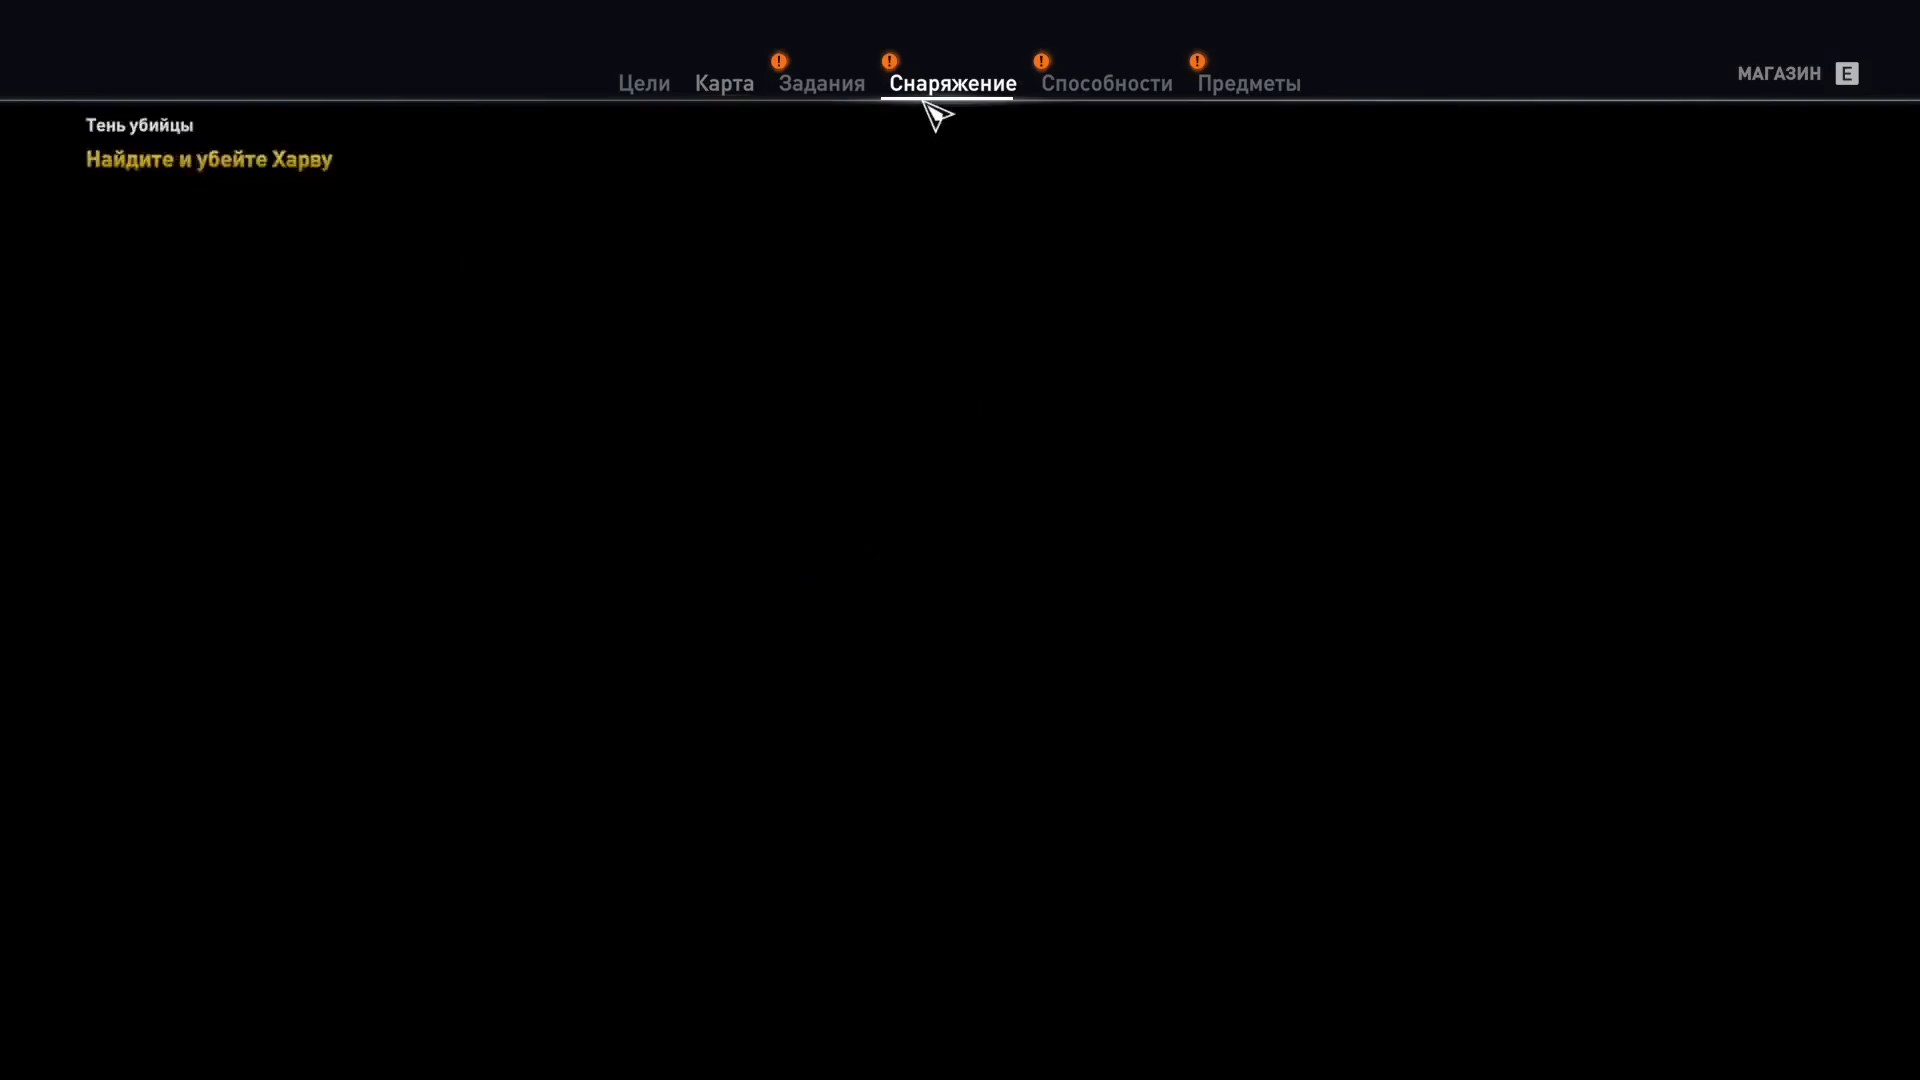 Цели Карта Задания Снаряжение Способности Предметы
МАГАЗИН E
Тень убийцы
Найдите и убейте Харву